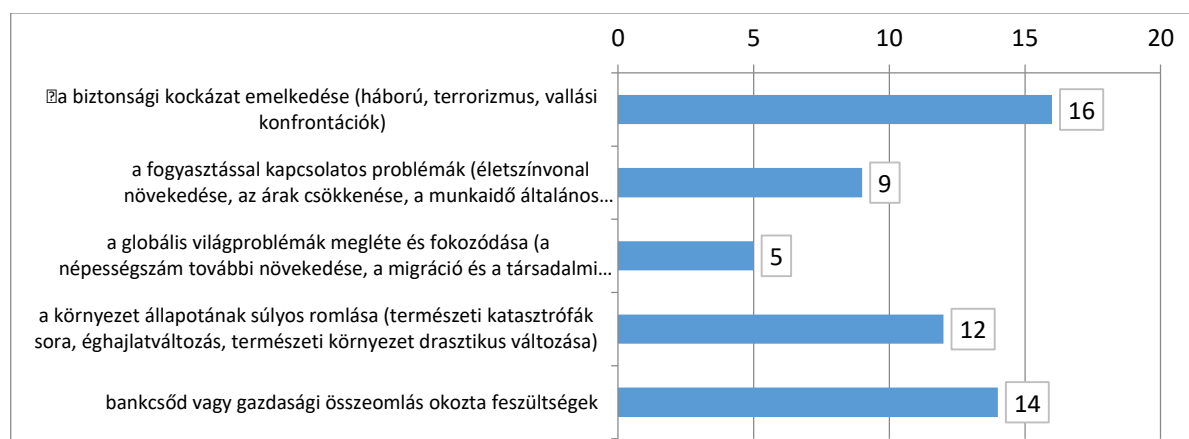 0 5 10 15 20
a biztonsági kockázat emelkedése (háború, terrorizmus, vallási
konfrontációk)
16
a fogyasztással kapcsolatos problémák (életszínvonal
növekedése, az árak csökkenése, a munkaidő általános...
9
a globális világproblémák megléte és fokozódása (a
népességszám további növekedése, a migráció és a társadalmi...
5
a környezet állapotának súlyos romlása (természeti katasztrófák
sora, éghajlatváltozás, természeti környezet drasztikus változása)
12
bankcsőd vagy gazdasági összeomlás okozta feszültségek
14